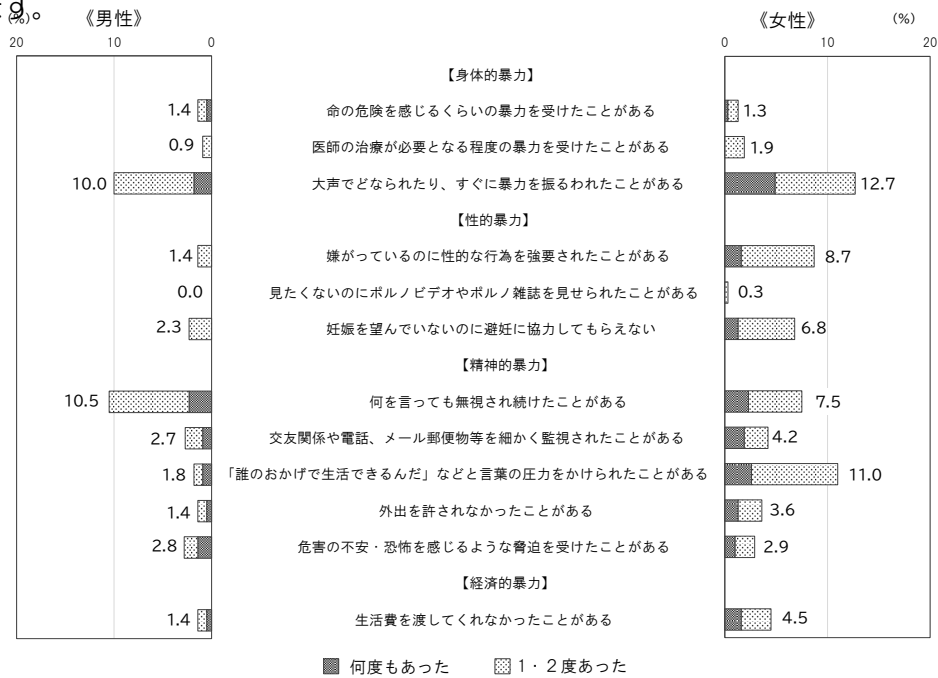 す。
(%) 《男性》 《女性》 (%)
20 10 0 0 10 20
【身体的暴力】
1.4 命の危険を感じるくらいの暴力を受けたことがある 1.3
0.9 医師の治療が必要となる程度の暴力を受けたことがある 1.9
10.0 大声でどなられたり、すぐに暴力を振るわれたことがある 12.7
【性的暴力】
1.4 嫌がっているのに性的な行為を強要されたことがある 8.7
0.0 見たくないのにポルノビデオやポルノ雑誌を見せられたことがある 0.3
2.3 妊娠を望んでいないのに避妊に協力してもらえない 6.8
【精神的暴力】
10.5 何を言っても無視され続けたことがある 7.5
2.7 交友関係や電話、メール郵便物等を細かく監視されたことがある 4.2
1.8 「誰のおかげで生活できるんだ」などと言葉の圧力をかけられたことがある 11.0
1.4 外出を許されなかったことがある 3.6
2.8 危害の不安・恐怖を感じるような脅迫を受けたことがある 2.9
【経済的暴力】
1.4 生活費を渡してくれなかったことがある 4.5
何度もあった 1・2度あった